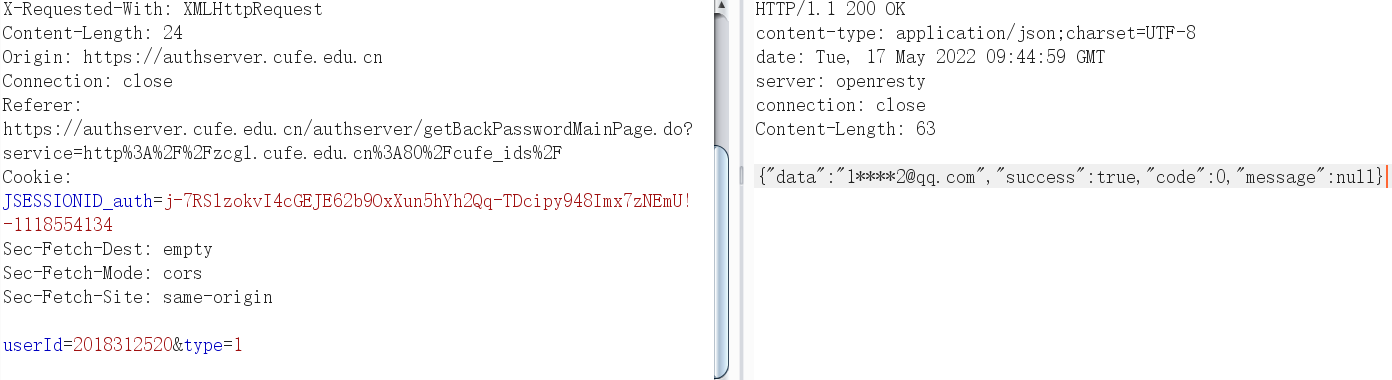 X-Requested-With: XMLHttpRequest
Content-Length: 24
Origin: https://authserver.cufe.edu.cn
Connection: close
Referer:
https://authserver.cufe.edu.cn/authserver/getBackPasswordMainPage.do?
service=http%3A%2F%2Fzcgl.cufe.edu.cn%3A80%2Fcufe_ids%2F
Cookie:
JSESSIONID_auth=j-7RSlzokvI4cGEJE62b9OxXun5hYh2Qq-TDcipy948Imx7zNEmU!
-1118554134
Sec-Fetch-Dest: empty
Sec-Fetch-Mode: cors
Sec-Fetch-Site: same-origin
userId=2018312520&type=1
HTTP/1.1 200 OK
content-type: application/json;charset=UTF-8
date: Tue, 17 May 2022 09:44:59 GMT
server: openresty
connection: close
Content-Length: 63
{"data":"l****2@qq.com","success":true,"code":0,"message":null}